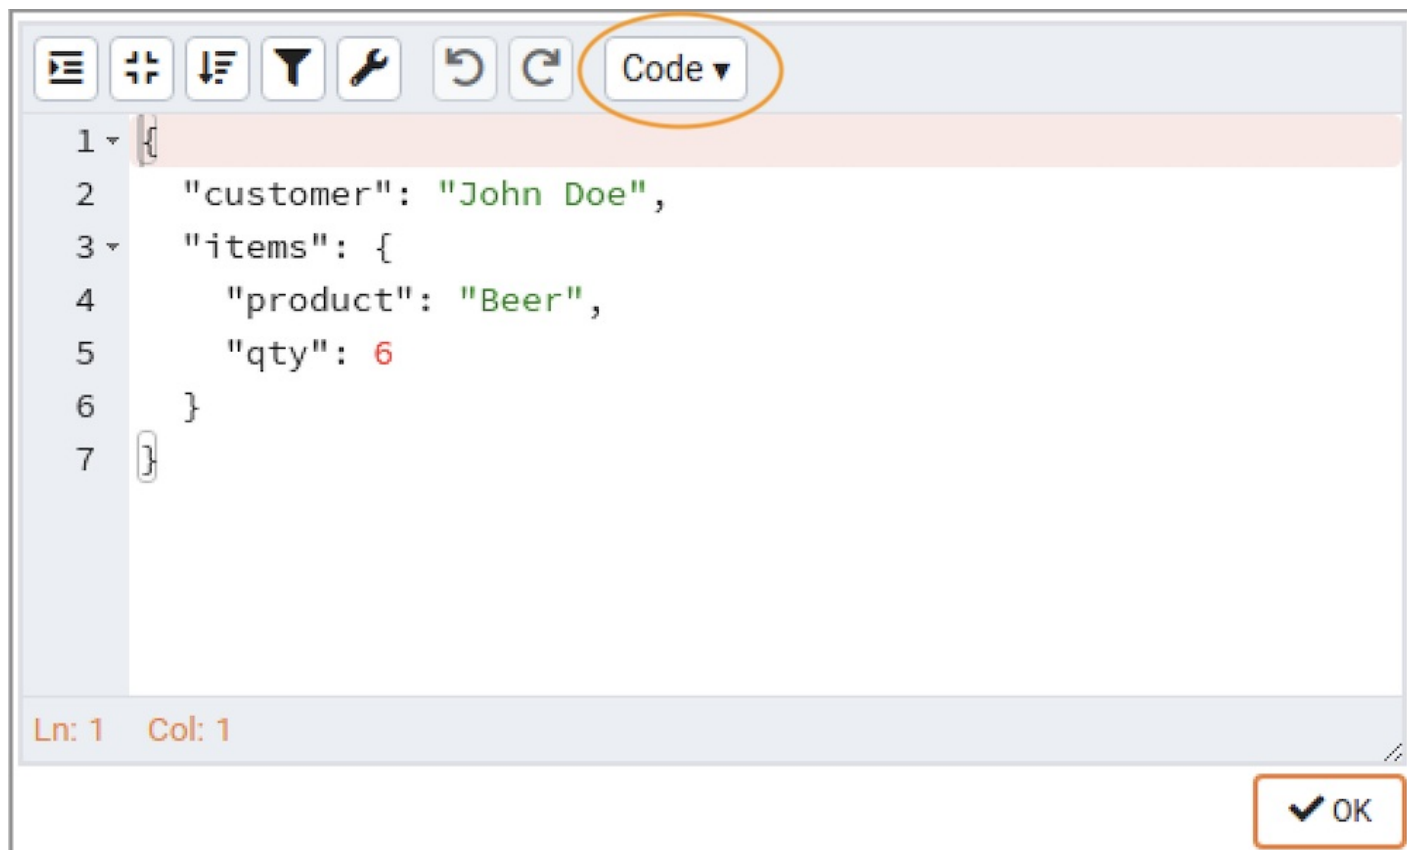 Code ▾
1 {
2   "customer": "John Doe",
3   "items": {
4     "product": "Beer",
5     "qty": 6
6   }
7 }
Ln: 1 Col: 1
OK